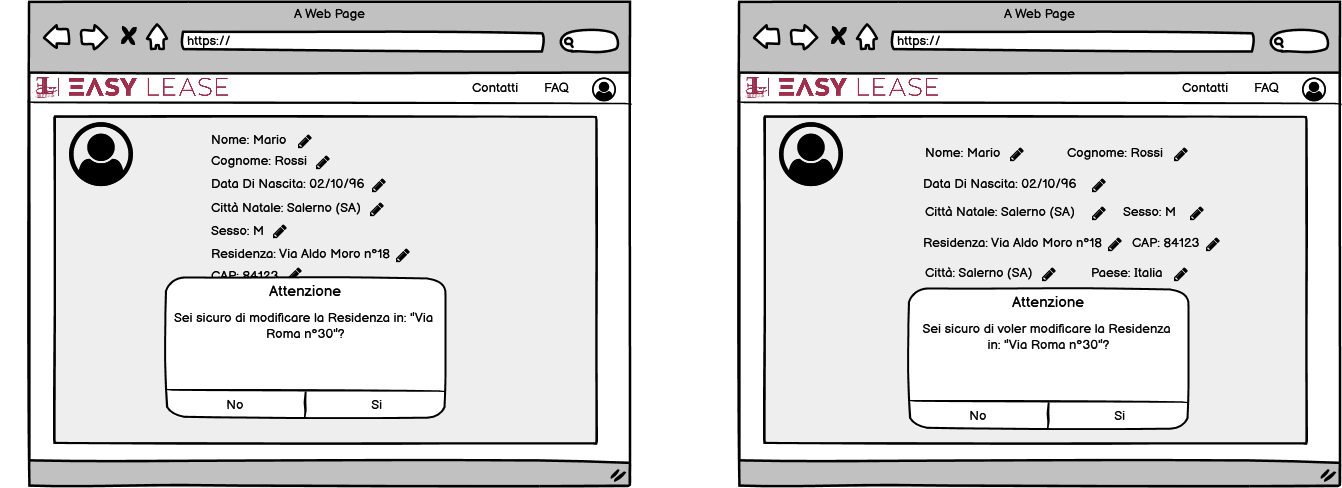 A Web Page
https://
EASY LEASE
Contatti
FAQ
Nome: Mario
Cognome: Rossi
Data Di Nascita: 02/10/96
Città Natale: Salerno (SA)
Sesso: M
Residenza: Via Aldo Moro n°18
CAP: 84123
Attenzione
Sei sicuro di modificare la Residenza in: "Via
Roma n°30"?
No
Si
A Web Page
https://
EASY LEASE
Contatti
FAQ
Nome: Mario
Cognome: Rossi
Data Di Nascita: 02/10/96
Città Natale: Salerno (SA)
Sesso: M
Residenza: Via Aldo Moro n°18
CAP: 84123
Città: Salerno (SA)
Paese: Italia
Attenzione
Sei sicuro di voler modificare la Residenza
in: "Via Roma n°30"?
No
Si